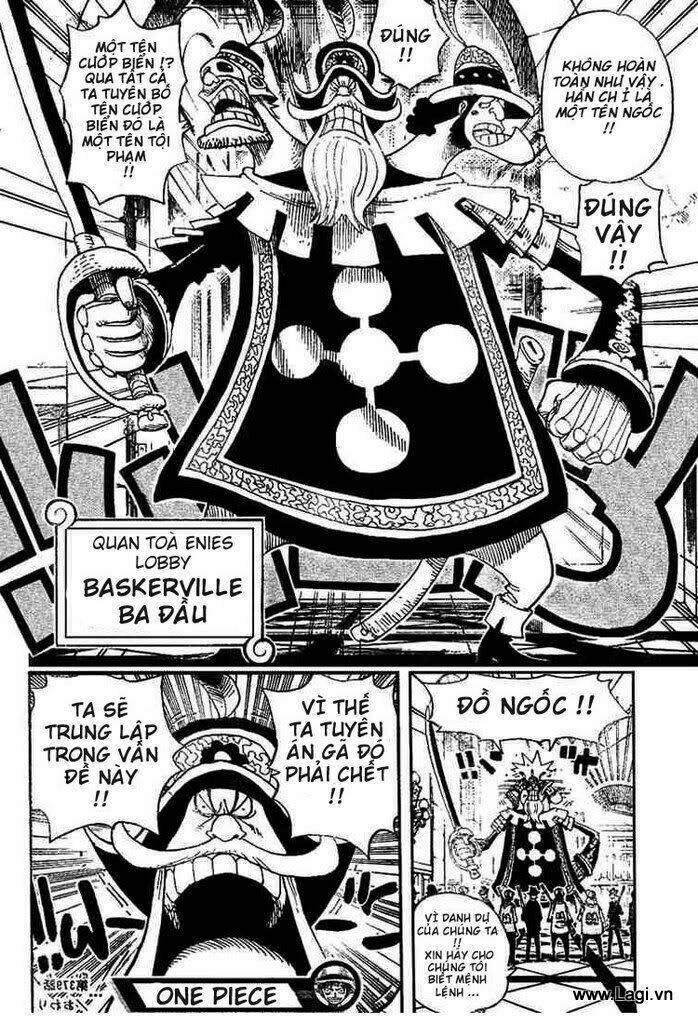 KHÔNG HOÀN
TOÀN NHƯ VẬY .
HẮN CHỈ LÀ
MỘT TÊN NGỐC
!!
ĐÚNG
VẬY
!!
ĐÚNG
!!
MỘT TÊN
CƯỚP BIỂN !?
QUA TẤT CẢ
TA TUYÊN BỐ
TÊN CƯỚP
BIỂN ĐÓ LÀ
MỘT TÊN TỘI
PHẠM
!!
QUAN TOÀ ENIES
LOBBY
BASKERVILLE
BA ĐẦU
ĐỒ NGỐC !!
VÌ DANH DỰ
CỦA CHÚNG TA
!!
XIN HÃY CHO
CHÚNG TÔI
BIẾT MỆNH
LỆNH ...
VÌ THẾ
TA TUYÊN
ÁN GÃ ĐÓ
PHẢI CHẾT
!!
TA SẼ
TRUNG LẬP
TRONG VẤN
ĐỀ NÀY
!!
ONE PIECE
www.Lagi.vn